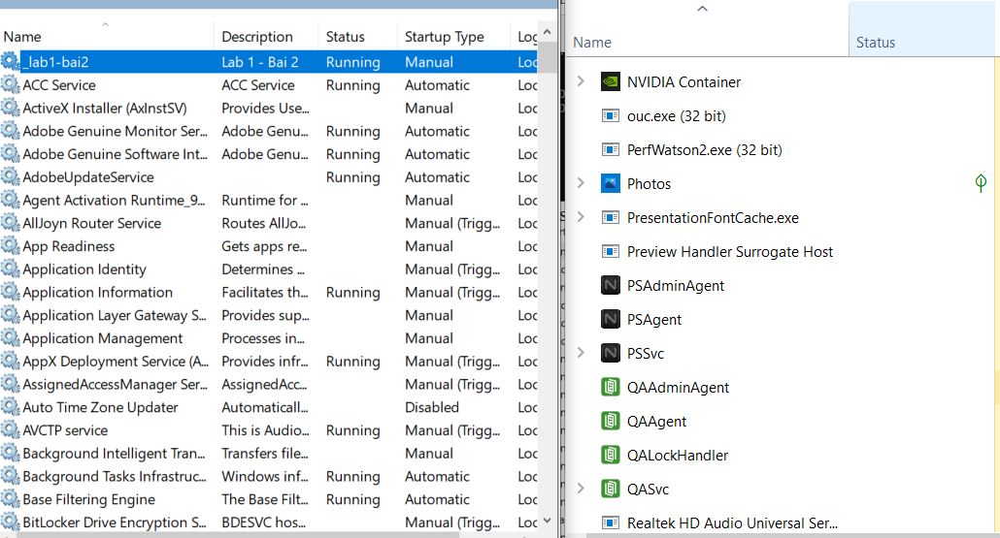 Name Description Status Startup Type Log
_lab1-bai2 Lab 1 - Bai 2 Running Manual Loc
ACC Service ACC Service Running Automatic Loc
ActiveX Installer (AxInstSV) Provides Use... Manual Loc
Adobe Genuine Monitor Ser... Adobe Genu... Running Automatic Loc
Adobe Genuine Software Int... Adobe Genu... Running Automatic Loc
AdobeUpdateService Running Automatic Loc
Agent Activation Runtime_9... Runtime for ... Manual Loc
AllJoyn Router Service Routes AllJo... Manual (Trigg... Loc
App Readiness Gets apps re... Manual Loc
Application Identity Determines ... Manual (Trigg... Loc
Application Information Facilitates th... Running Manual (Trigg... Loc
Application Layer Gateway S... Provides sup... Manual Loc
Application Management Processes in... Manual Loc
AppX Deployment Service (A... Provides infr... Running Manual (Trigg... Loc
AssignedAccessManager Ser... AssignedAcc... Manual (Trigg... Loc
Auto Time Zone Updater Automaticall... Disabled Loc
AVCTP service This is Audio... Running Manual (Trigg... Loc
Background Intelligent Tran... Transfers file... Manual Loc
Background Tasks Infrastruc... Windows inf... Running Automatic Loc
Base Filtering Engine The Base Filt... Running Automatic Loc
BitLocker Drive Encryption S... BDESVC hos... Manual (Trigg... Loc
Name Status
NVIDIA Container
ouc.exe (32 bit)
PerfWatson2.exe (32 bit)
Photos
PresentationFontCache.exe
Preview Handler Surrogate Host
PSAdminAgent
PSAgent
PSSvc
QAAdminAgent
QAAgent
QALockHandler
QASvc
Realtek HD Audio Universal Ser...